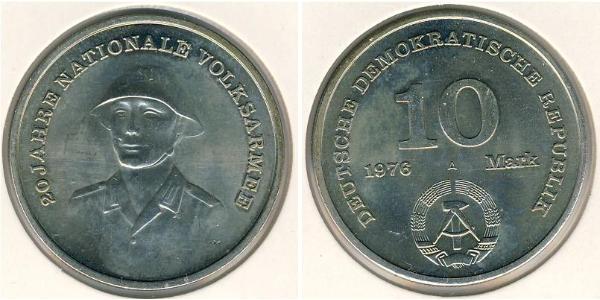 20 JAHRE NATIONALE VOLKSARMEE
DEUTSCHE DEMOKRATISCHE REPUBLIK
10
1976 A Mark